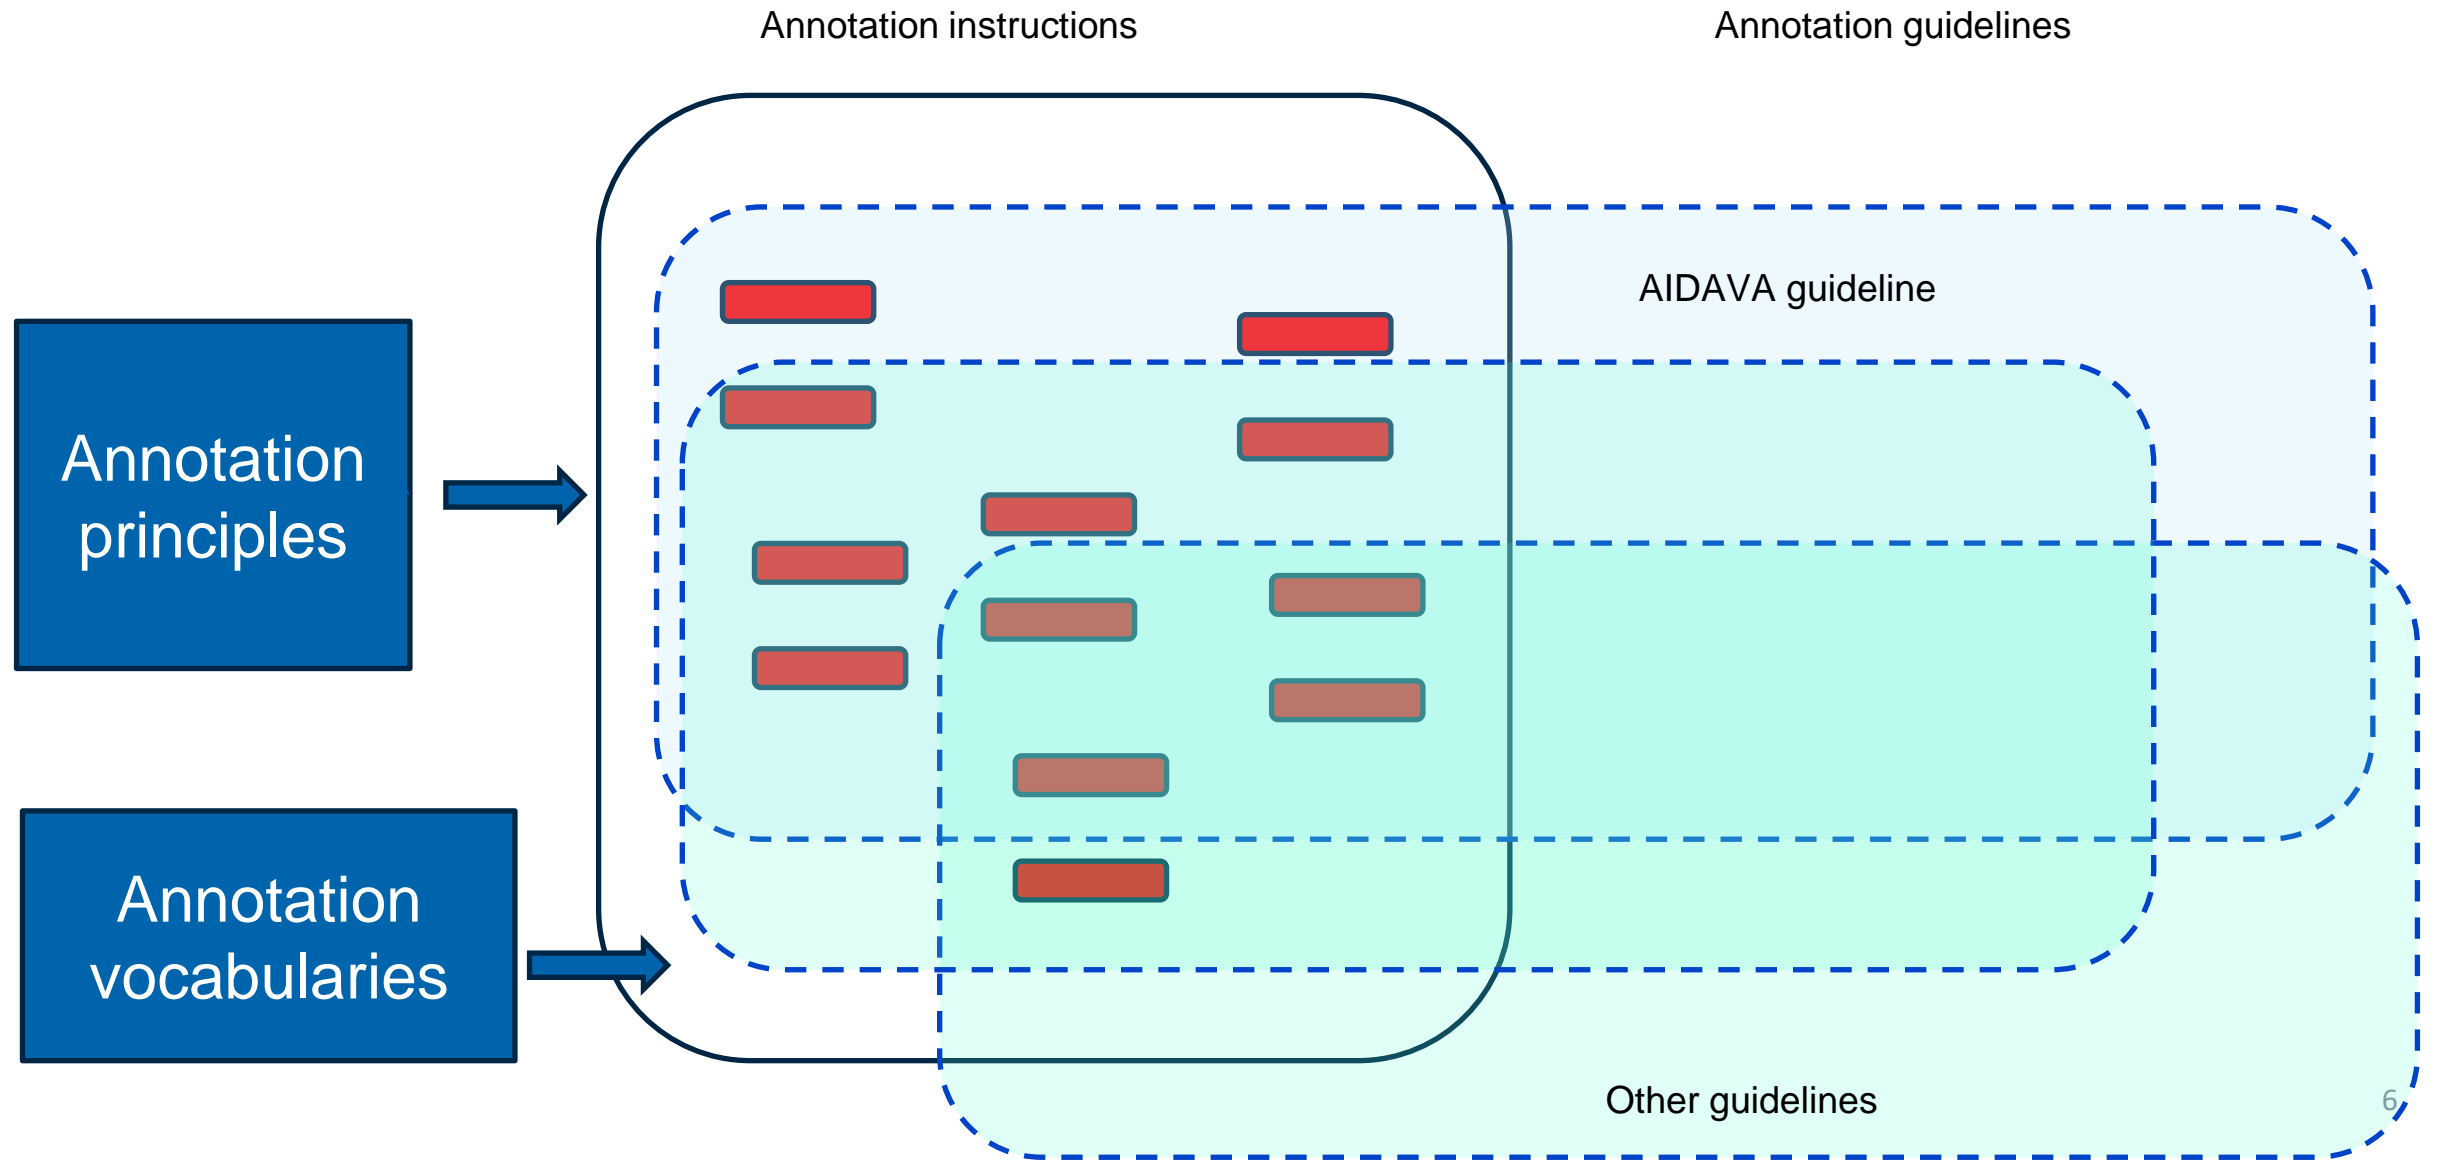 Annotation instructions
Annotation guidelines
AIDAVA guideline
Annotation
principles
Annotation
vocabularies
Other guidelines
6